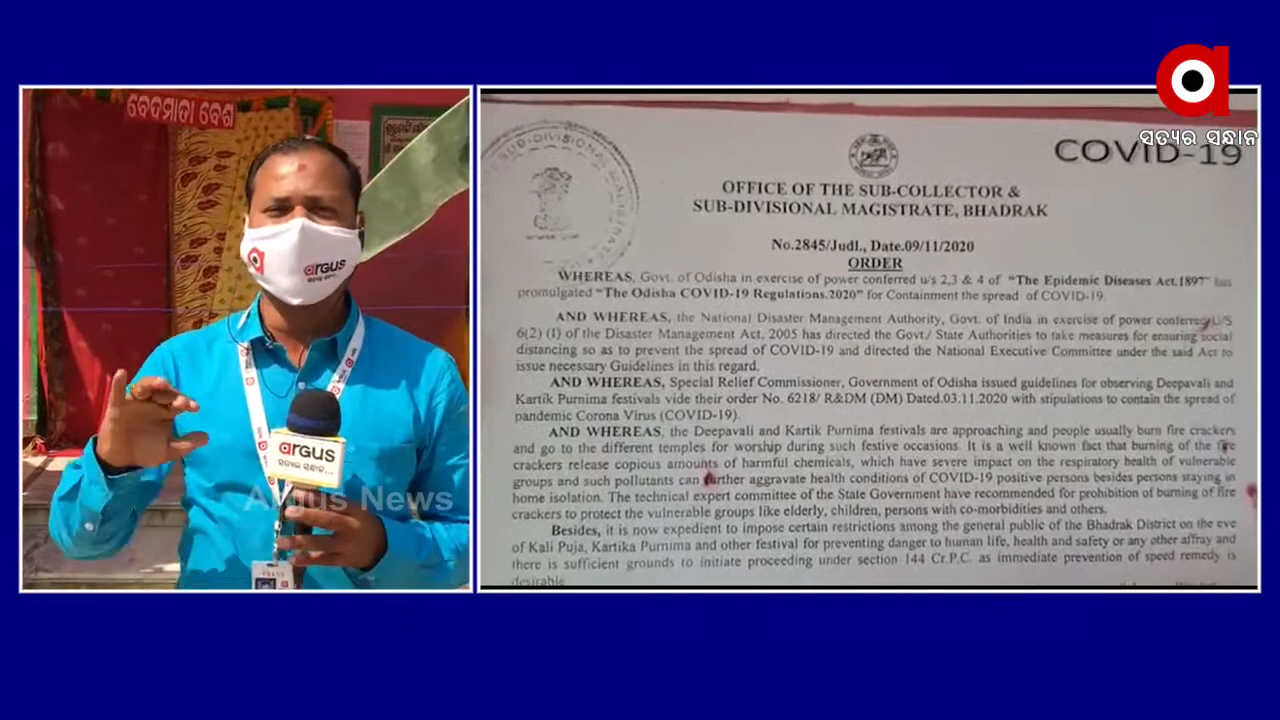 ବେଦମାତା ବେଶ
argus
argus
ସତ୍ୟର ସନ୍ଧାନ...
Argus News
ସତ୍ୟର ସନ୍ଧାନ
COVID-19
SUB-DIVISIONAL
OFFICE OF THE SUB-COLLECTOR &
SUB-DIVISIONAL MAGISTRATE, BHADRAK
No.2845/Judl., Date.09/11/2020
ORDER
WHEREAS, Govt. of Odisha in exercise of power conferred u/s 2,3 & 4 of "The Epidemic Diseases Act.1897" has
promulgated "The Odisha COVID-19 Regulations.2020" for Containment the spread of COVID-19.
AND WHEREAS, the National Disaster Management Authority, Govt. of India in exercise of power conferred U/S
6(2) (I) of the Disaster Management Act, 2005 has directed the Govt./ State Authorities to take measures for ensuring social
distancing so as to prevent the spread of COVID-19 and directed the National Executive Committee under the said Act to
issue necessary Guidelines in this regard.
AND WHEREAS, Special Relief Commissioner, Government of Odisha issued guidelines for observing Deepavali and
Kartik Purnima festivals vide their order No. 6218/ R&DM (DM) Dated.03.11.2020 with stipulations to contain the spread of
pandemic Corona Virus (COVID-19).
AND WHEREAS, the Deepavali and Kartik Purnima festivals are approaching and people usually burn fire crackers
and go to the different temples for worship during such festive occasions. It is a well known fact that burning of the fire
crackers release copious amounts of harmful chemicals, which have severe impact on the respiratory health of vulnerable
groups and such pollutants can further aggravate health conditions of COVID-19 positive persons besides persons staying in
home isolation. The technical expert committee of the State Government have recommended for prohibition of burning of fire
crackers to protect the vulnerable groups like elderly, children, persons with co-morbidities and others.
Besides, it is now expedient to impose certain restrictions among the general public of the Bhadrak District on the eve
of Kali Puja, Kartika Purnima and other festival for preventing danger to human life, health and safety or any other affray and
there is sufficient grounds to initiate proceeding under section 144 Cr.P.C. as immediate prevention of speed remedy is
desirable